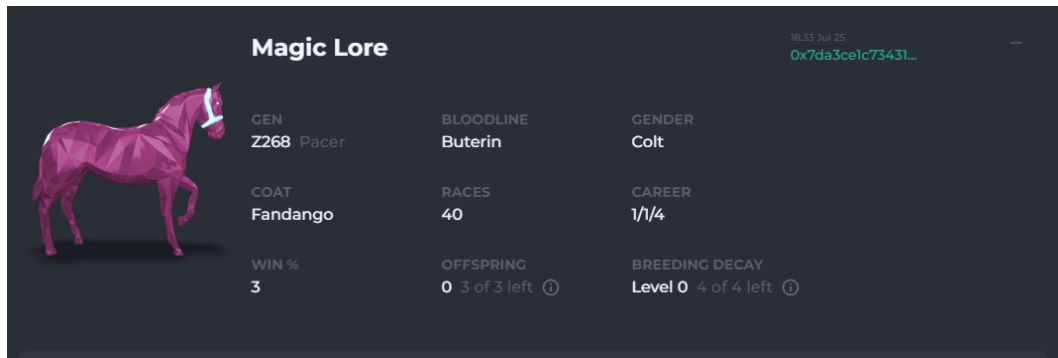 Magic Lore
18:33 Jul 25
0x7da3ce1c73431...
GEN BLOODLINE GENDER
Z268 Pacer Buterin Colt
COAT RACES CAREER
Fandango 40 1/1/4
WIN % OFFSPRING BREEDING DECAY
3 0 3 of 3 left Level 0 4 of 4 left